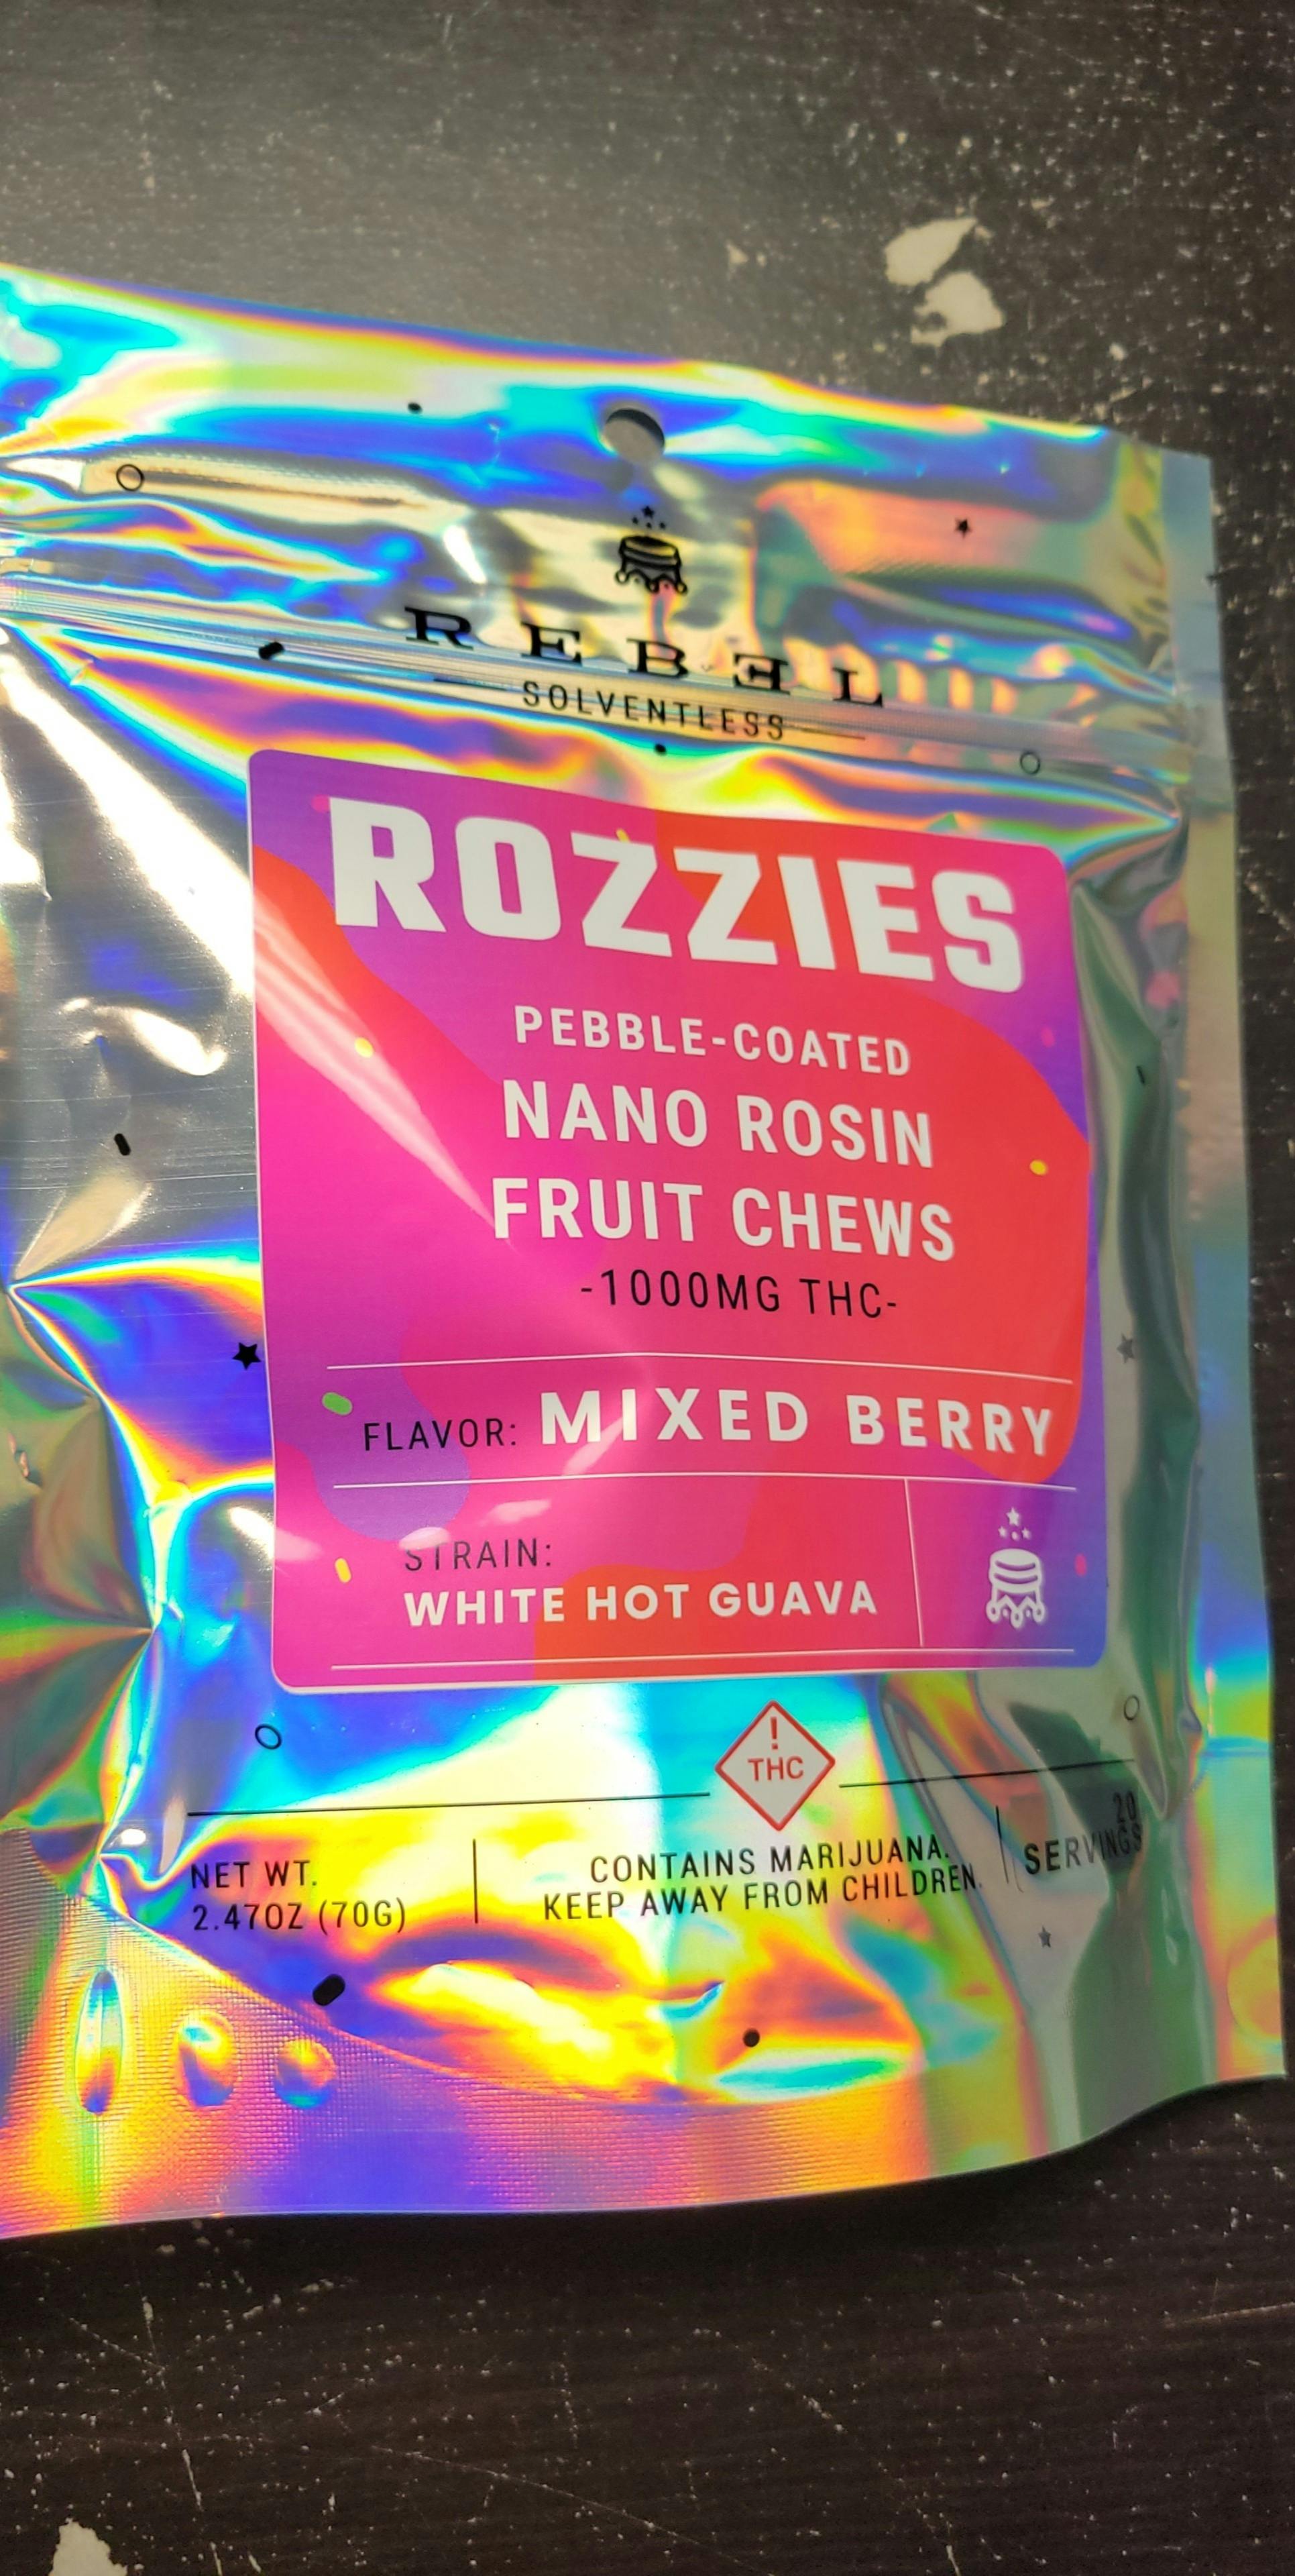 REBEL
SOLVENTLESS
ROZZIES
PEBBLE-COATED
NANO ROSIN
FRUIT CHEWS
-1000MG THC-
FLAVOR: MIXED BERRY
STRAIN:
WHITE HOT GUAVA
!
THC
NET WT.
2.47OZ (70G)
CONTAINS MARIJUANA.
KEEP AWAY FROM CHILDREN.
20
SERVINGS